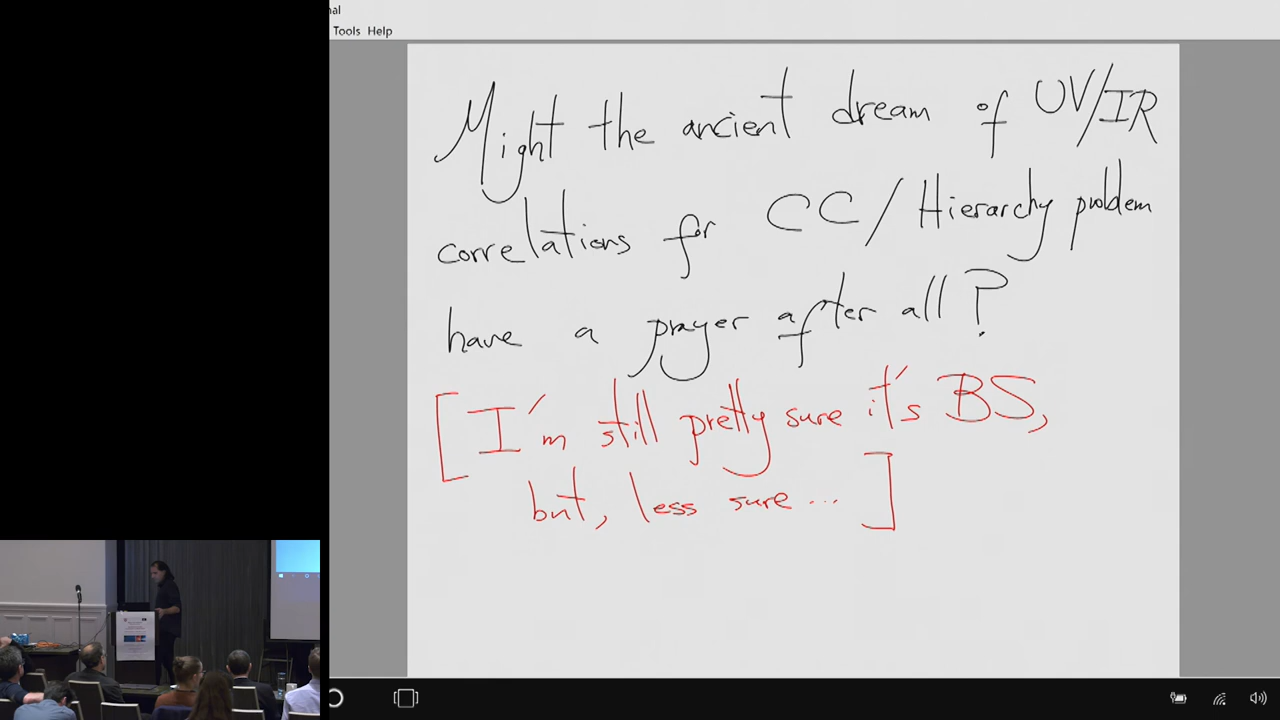 nal
Tools Help
Might the ancient dream of UV/IR
correlations for CC/Hierarchy problem
have a prayer after all?
[I'm still pretty sure it's BS,
but, less sure ...]